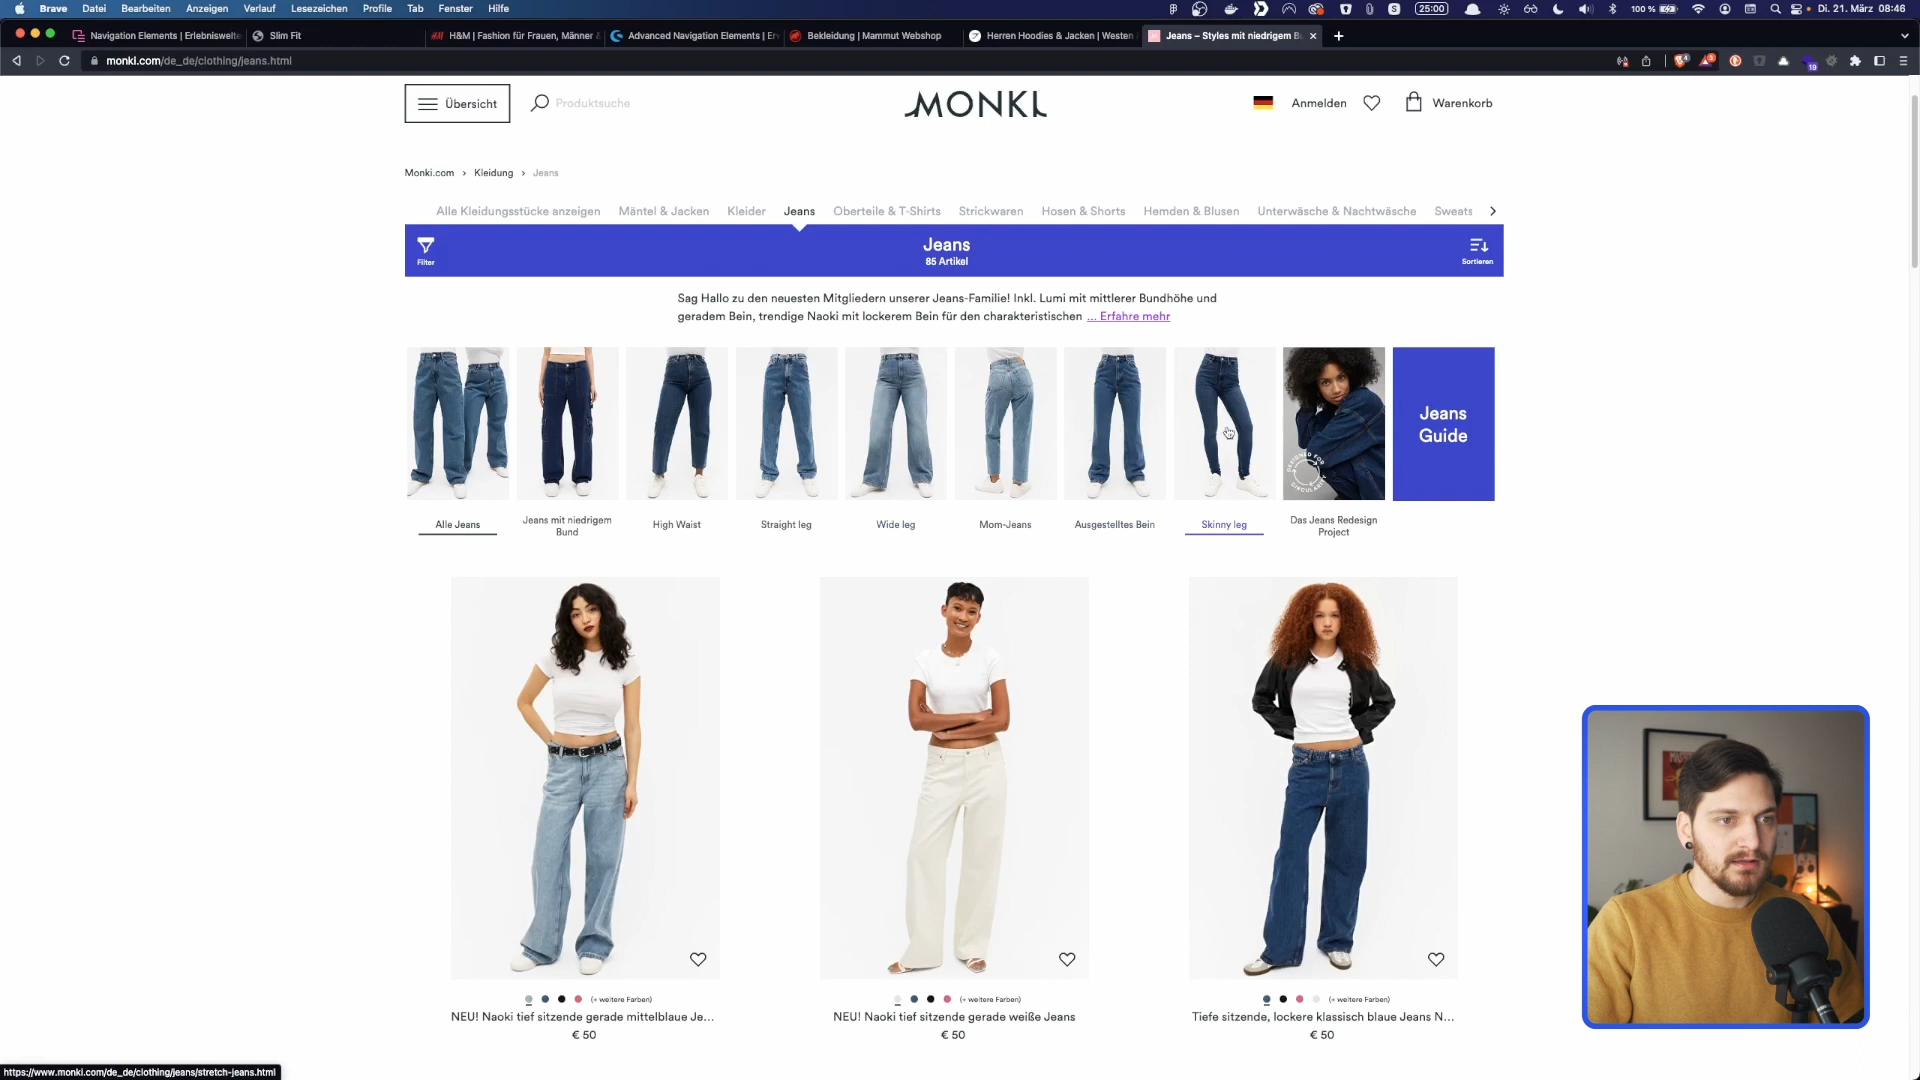 Brave Datei Bearbeiten Anzeigen Verlauf Lesezeichen Profile Tab Fenster Hilfe 25:00 100 % Di. 21. März 08:46
Navigation Elements | Erlebniswelte Slim Fit H&M | Fashion für Frauen, Männer & Advanced Navigation Elements | Er Bekleidung | Mammut Webshop Herren Hoodies & Jacken | Westen Jeans – Styles mit niedrigem B
monki.com/de_de/clothing/jeans.html
Übersicht Produktsuche MONKI Anmelden Warenkorb
Monki.com > Kleidung > Jeans
Alle Kleidungsstücke anzeigen Mäntel & Jacken Kleider Jeans Oberteile & T-Shirts Strickwaren Hosen & Shorts Hemden & Blusen Unterwäsche & Nachtwäsche Sweats
Jeans
Filter 85 Artikel Sortieren
Sag Hallo zu den neuesten Mitgliedern unserer Jeans-Familie! Inkl. Lumi mit mittlerer Bundhöhe und
geradem Bein, trendige Naoki mit lockerem Bein für den charakteristischen ... Erfahre mehr
Jeans
Guide
DESIGNED FOR CIRCULARITY
Alle Jeans
Jeans mit niedrigem
Bund
High Waist
Straight leg
Wide leg
Mom-Jeans
Ausgestelltes Bein
Skinny leg
Das Jeans Redesign
Project
(+ weitere Farben)
NEU! Naoki tief sitzende gerade mittelblaue Je...
€ 50
(+ weitere Farben)
NEU! Naoki tief sitzende gerade weiße Jeans
€ 50
(+ weitere Farben)
Tiefe sitzende, lockere klassisch blaue Jeans N...
€ 50
https://www.monki.com/de_de/clothing/jeans/stretch-jeans.html